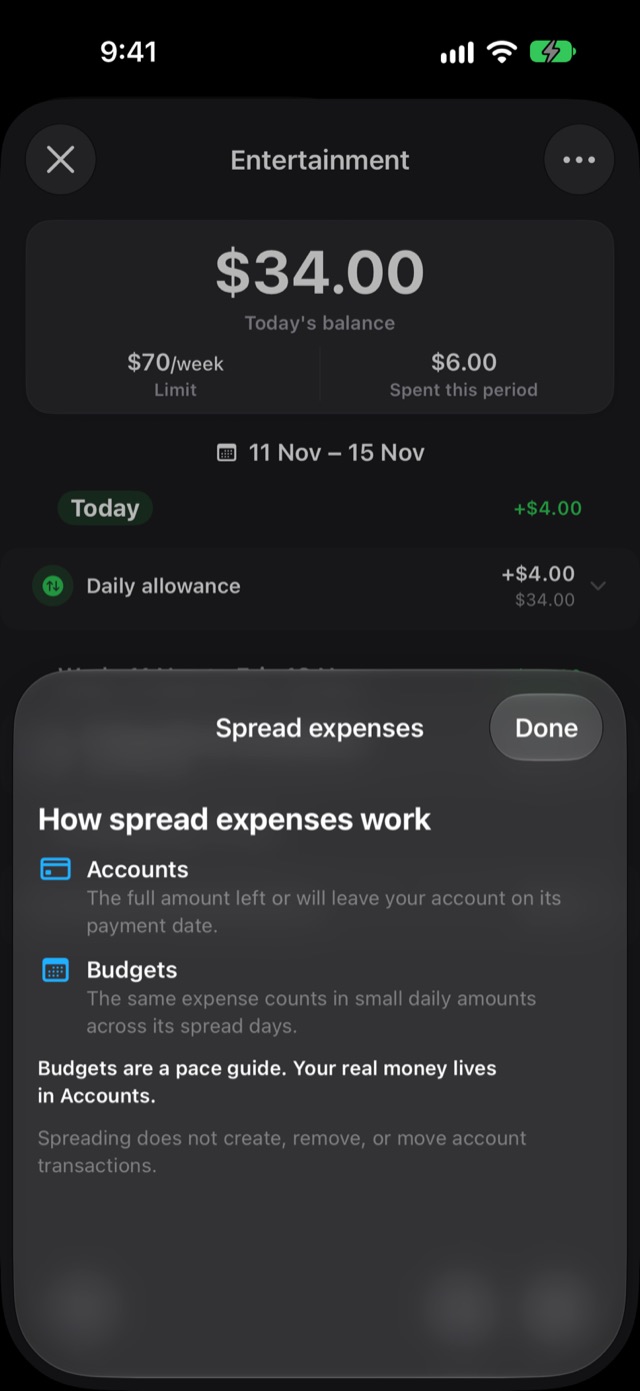 9:41
Entertainment
$34.00
Today's balance
$70/week
Limit
$6.00
Spent this period
11 Nov – 15 Nov
Today
+$4.00
Daily allowance
+$4.00
$34.00
Spread expenses
Done
How spread expenses work
Accounts
The full amount left or will leave your account on its
payment date.
Budgets
The same expense counts in small daily amounts
across its spread days.
Budgets are a pace guide. Your real money lives
in Accounts.
Spreading does not create, remove, or move account
transactions.